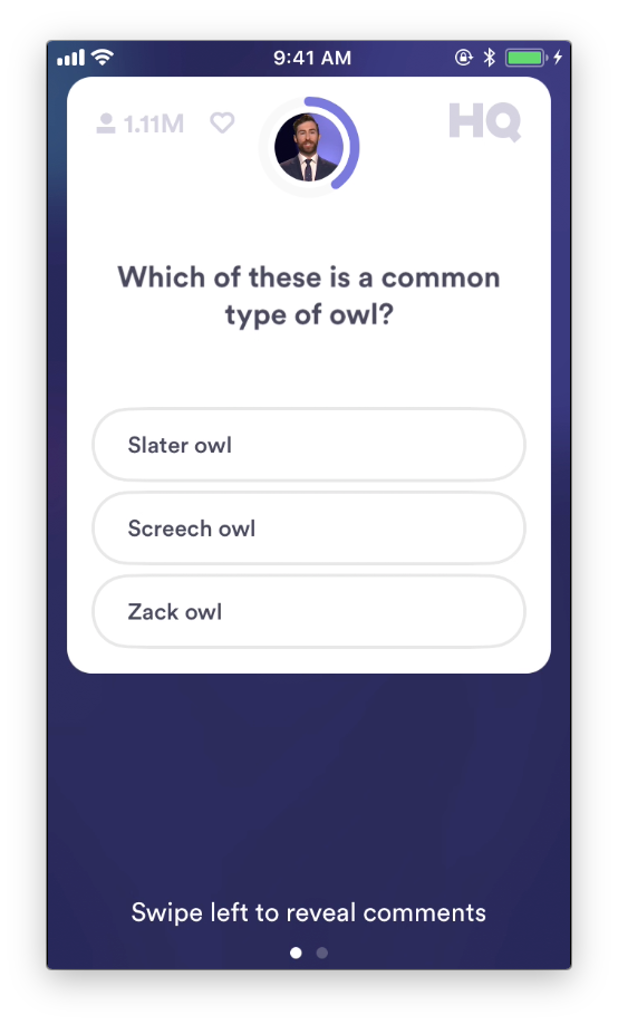 9:41 AM
1.11M
HQ
Which of these is a common
type of owl?
Slater owl
Screech owl
Zack owl
Swipe left to reveal comments